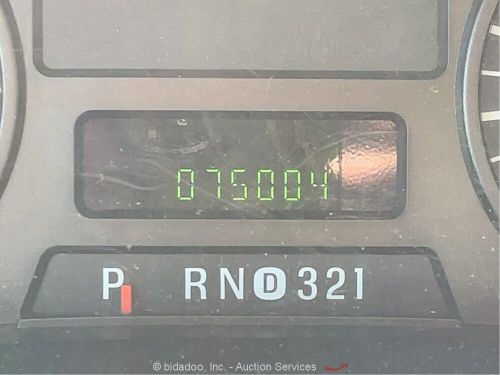 075004
P RND321
© bidadoo, Inc. - Auction Services